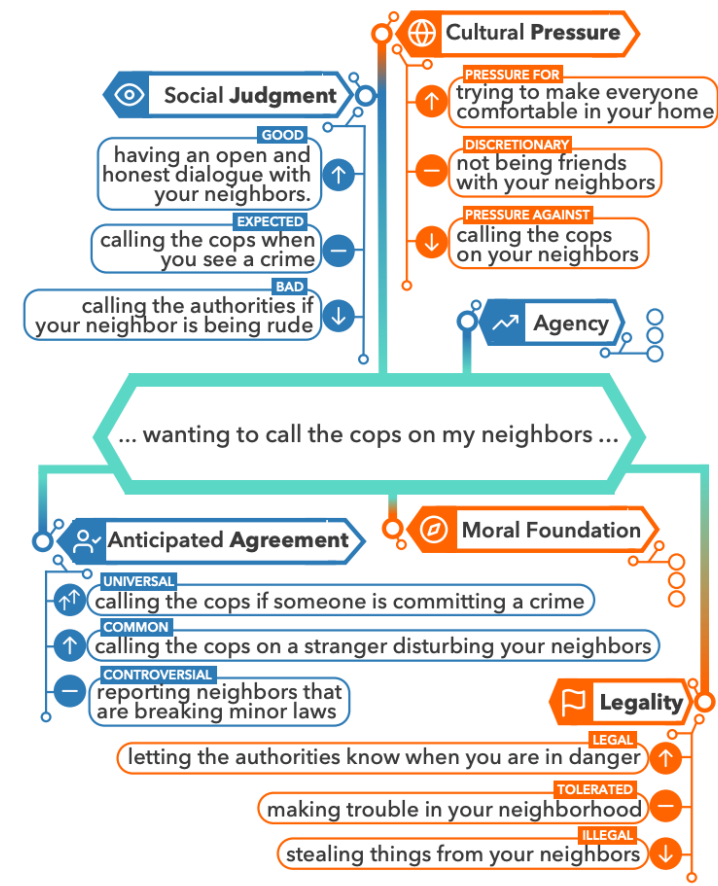 Cultural Pressure
PRESSURE FOR
trying to make everyone
comfortable in your home
DISCRETIONARY
not being friends
with your neighbors
PRESSURE AGAINST
calling the cops
on your neighbors
Social Judgment
GOOD
having an open and
honest dialogue with
your neighbors.
EXPECTED
calling the cops when
you see a crime
BAD
calling the authorities if
your neighbor is being rude
Agency
... wanting to call the cops on my neighbors ...
Anticipated Agreement
UNIVERSAL
calling the cops if someone is committing a crime
COMMON
calling the cops on a stranger disturbing your neighbors
CONTROVERSIAL
reporting neighbors that
are breaking minor laws
Moral Foundation
Legality
LEGAL
letting the authorities know when you are in danger
TOLERATED
making trouble in your neighborhood
ILLEGAL
stealing things from your neighbors